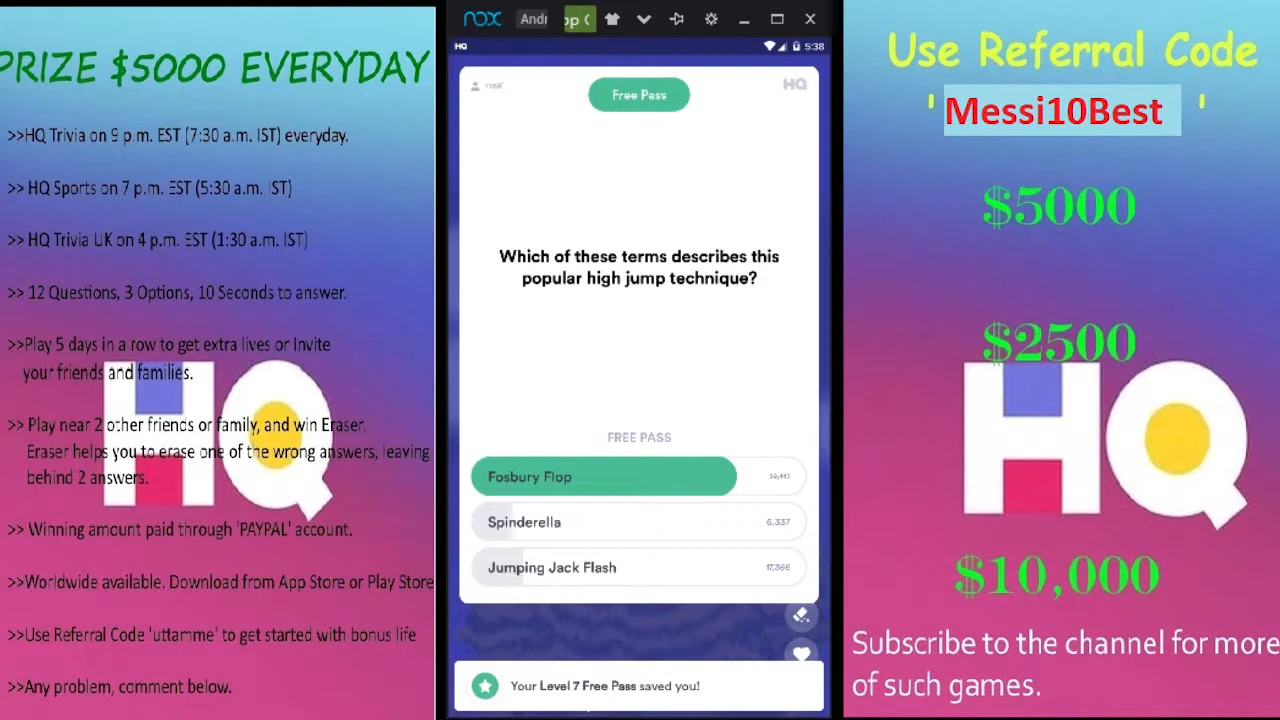 PRIZE $5000 EVERYDAY
>>HQ Trivia on 9 p.m. EST (7:30 a.m. IST) everyday.
>> HQ Sports on 7 p.m. EST (5:30 a.m. IST)
>> HQ Trivia UK on 4 p.m. EST (1:30 a.m. IST)
>> 12 Questions, 3 Options, 10 Seconds to answer.
>>Play 5 days in a row to get extra lives or Invite
your friends and families.
>> Play near 2 other friends or family, and win Eraser.
Eraser helps you to erase one of the wrong answers, leaving
behind 2 answers.
>> Winning amount paid through 'PAYPAL' account.
>>Worldwide available. Download from App Store or Play Store
>>Use Referral Code 'uttamme' to get started with bonus life
>>Any problem, comment below.
HQ
nox Andr
HQ 5:38
Free Pass
HQ
Which of these terms describes this
popular high jump technique?
FREE PASS
Fosbury Flop
Spinderella 6,337
Jumping Jack Flash 17,366
Your Level 7 Free Pass saved you!
Use Referral Code
' Messi10Best '
$5000
$2500
HQ
$10,000
Subscribe to the channel for more
of such games.